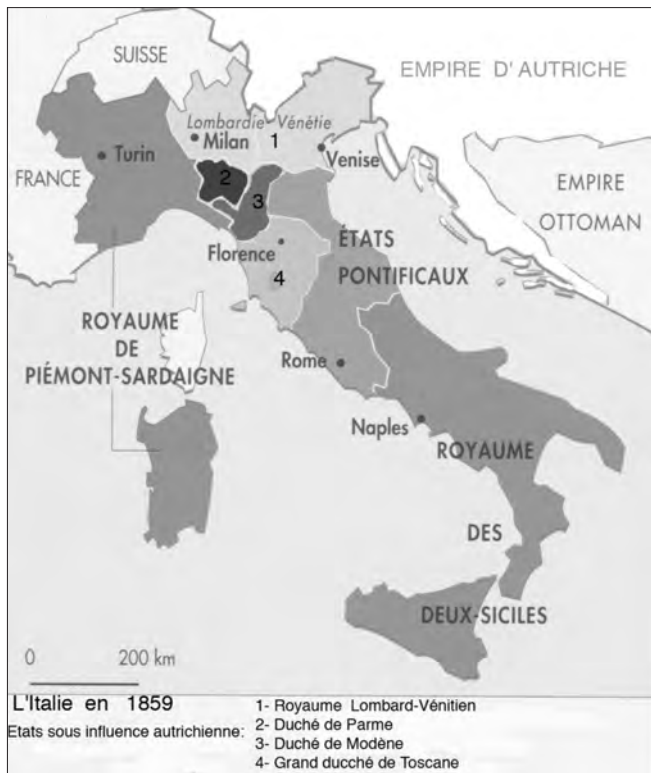 SUISSE
EMPIRE D'AUTRICHE
Lombardie-Vénétie
Milan
1
Venise
Turin
FRANCE
2
3
EMPIRE
OTTOMAN
Florence
4
ÉTATS
PONTIFICAUX
ROYAUME
DE
PIÉMONT-SARDAIGNE
Rome
Naples
ROYAUME
DES
DEUX-SICILES
0 200 km
L'Italie en 1859
Etats sous influence autrichienne:
1- Royaume Lombard-Vénitien
2- Duché de Parme
3- Duché de Modène
4- Grand ducché de Toscane